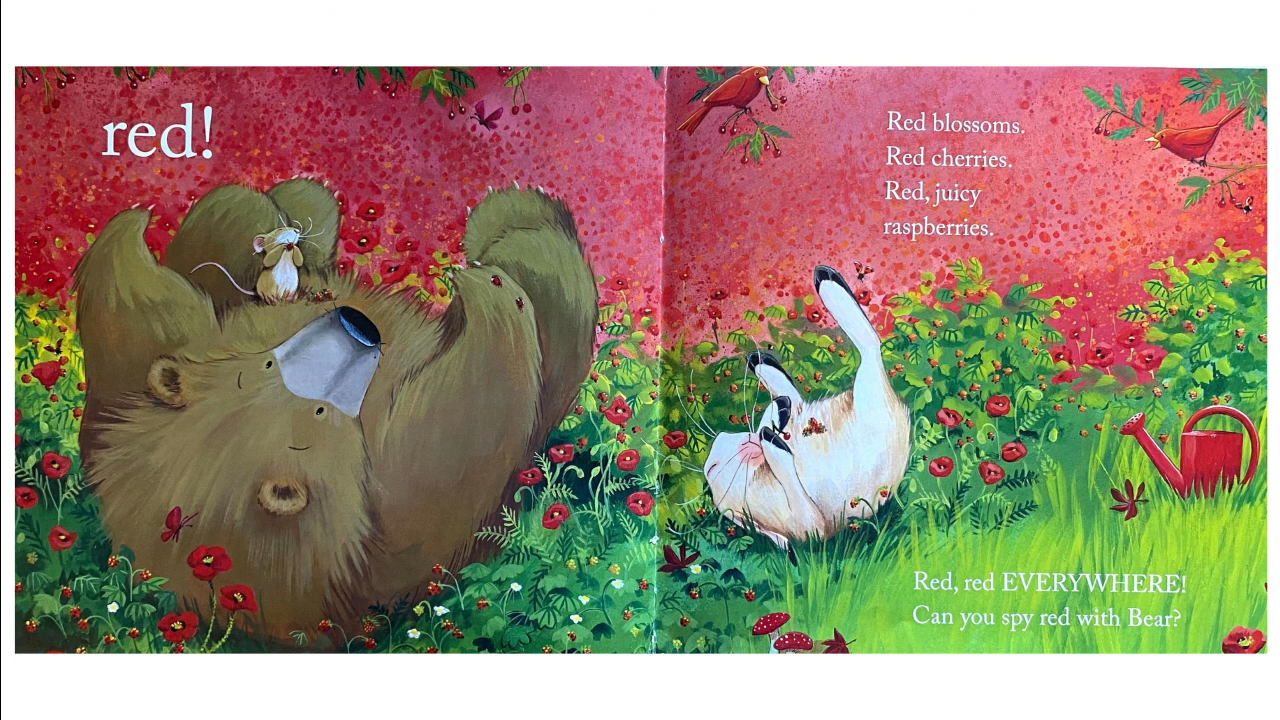 red!
Red blossoms.
Red cherries.
Red, juicy
raspberries.
Red, red EVERYWHERE!
Can you spy red with Bear?